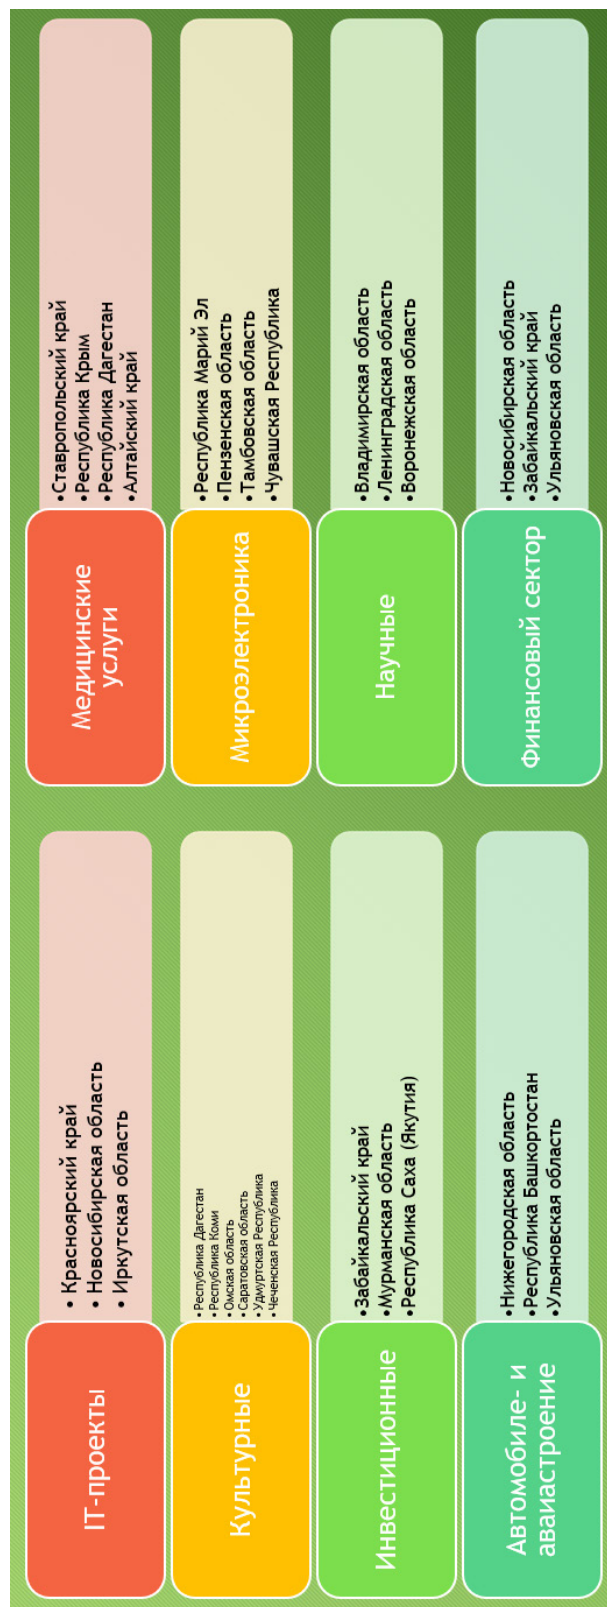 IT-проекты
• Красноярский край
• Новосибирская область
• Иркутская область
Культурные
•Республика Дагестан
•Республика Коми
•Омская область
•Саратовская область
•Удмуртская Республика
•Чеченская Республика
Инвестиционные
•Забайкальский край
•Мурманская область
•Республика Саха (Якутия)
Автомобиле- и
аваиастроение
•Нижегородская область
•Республика Башкортостан
•Ульяновская область
Медицинские
услуги
•Ставропольский край
•Республика Крым
•Республика Дагестан
•Алтайский край
Микроэлектроника
•Республика Марий Эл
•Пензенская область
•Тамбовская область
•Чувашская Республика
Научные
•Владимирская область
•Ленинградская область
•Воронежская область
Финансовый сектор
•Новосибирская область
•Забайкальский край
•Ульяновская область